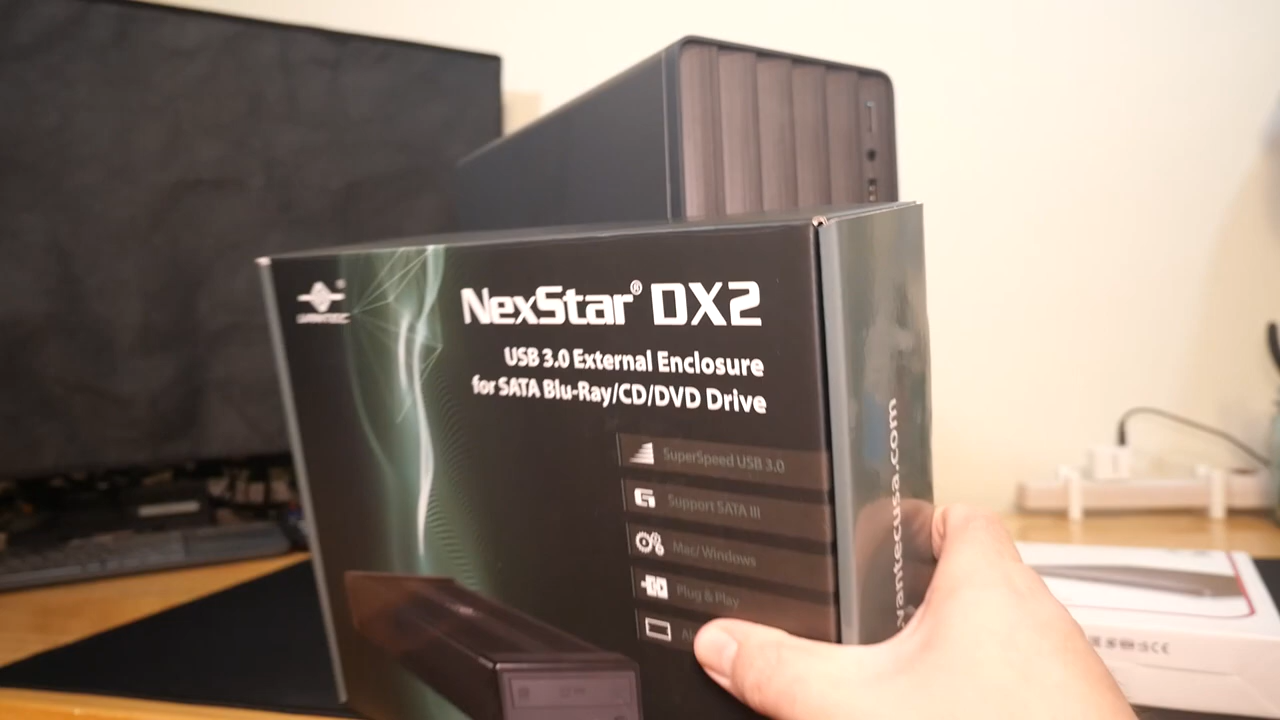 VANTEC
NexStar® DX2
USB 3.0 External Enclosure
for SATA Blu-Ray/CD/DVD Drive
SuperSpeed USB 3.0
Support SATA III
Mac/Windows
Plug & Play
vantecusa.com